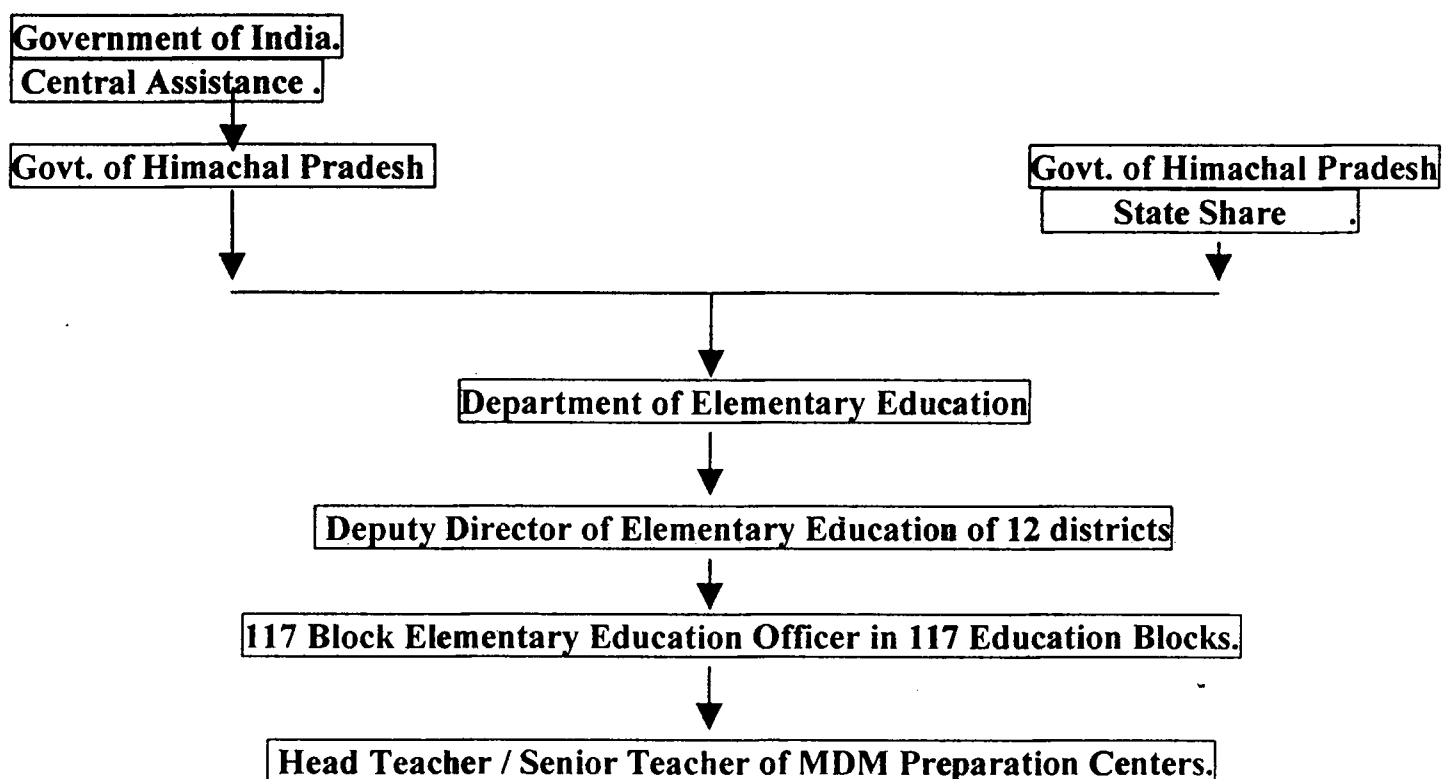 Government of India.
Central Assistance .
Govt. of Himachal Pradesh
Govt. of Himachal Pradesh
State Share .
Department of Elementary Education
Deputy Director of Elementary Education of 12 districts
117 Block Elementary Education Officer in 117 Education Blocks.
Head Teacher / Senior Teacher of MDM Preparation Centers.